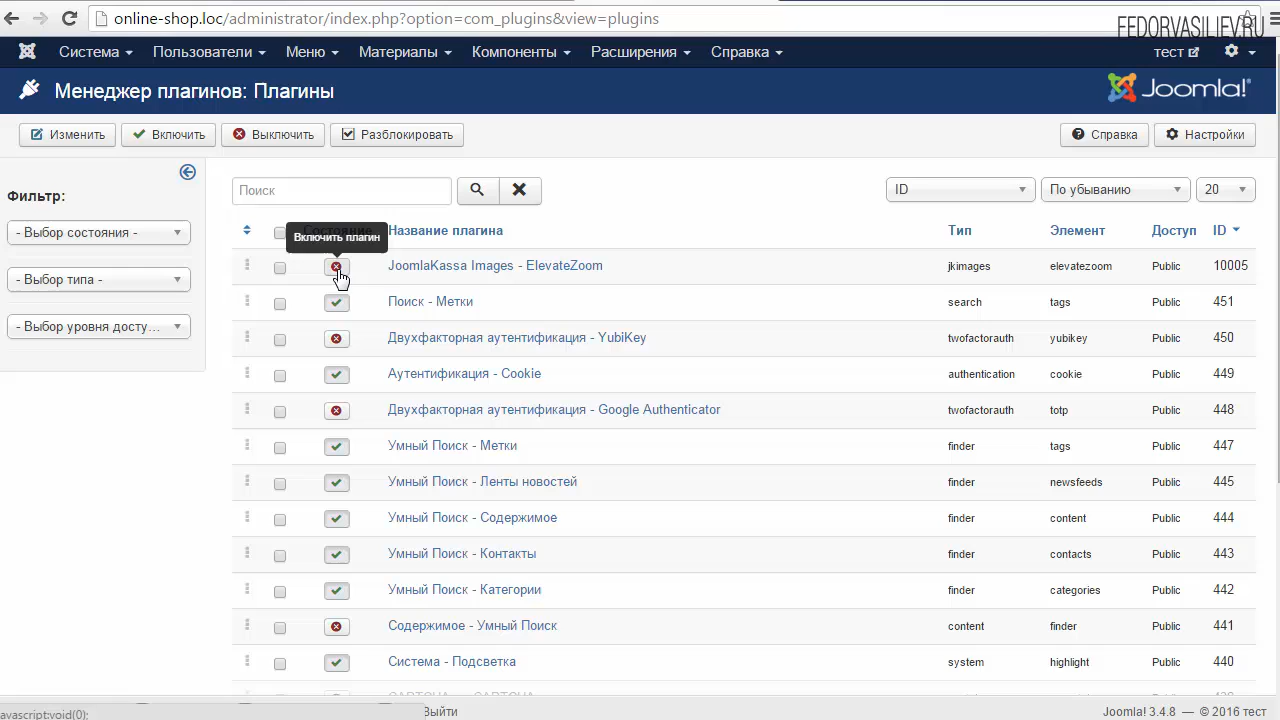 online-shop.loc/administrator/index.php?option=com_plugins&view=plugins
FEDORVASILIEV.RU
Система Пользователи Меню Материалы Компоненты Расширения Справка тест
Менеджер плагинов: Плагины Joomla!
Изменить Включить Выключить Разблокировать Справка Настройки
Фильтр:
- Выбор состояния -
- Выбор типа -
- Выбор уровня досту...
Поиск ID По убыванию 20
Состояние Название плагина Тип Элемент Доступ ID
Включить плагин
JoomlaKassa Images - ElevateZoom jkimages elevatezoom Public 10005
Поиск - Метки search tags Public 451
Двухфакторная аутентификация - YubiKey twofactorauth yubikey Public 450
Аутентификация - Cookie authentication cookie Public 449
Двухфакторная аутентификация - Google Authenticator twofactorauth totp Public 448
Умный Поиск - Метки finder tags Public 447
Умный Поиск - Ленты новостей finder newsfeeds Public 445
Умный Поиск - Содержимое finder content Public 444
Умный Поиск - Контакты finder contacts Public 443
Умный Поиск - Категории finder categories Public 442
Содержимое - Умный Поиск content finder Public 441
Система - Подсветка system highlight Public 440
avascript:void(0); Выйти Joomla! 3.4.8 — © 2016 тест